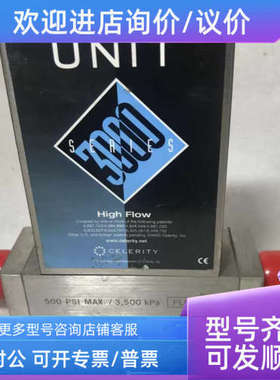 欢迎进店询价/议价
UNIT
SERIES
3000
High Flow
www.celerity.net
CELERITY
500 PSI MAX / 3,500 kPa
FL
更多型号咨询店铺客服
对公 可开专票/普票
型号齐
可发顺